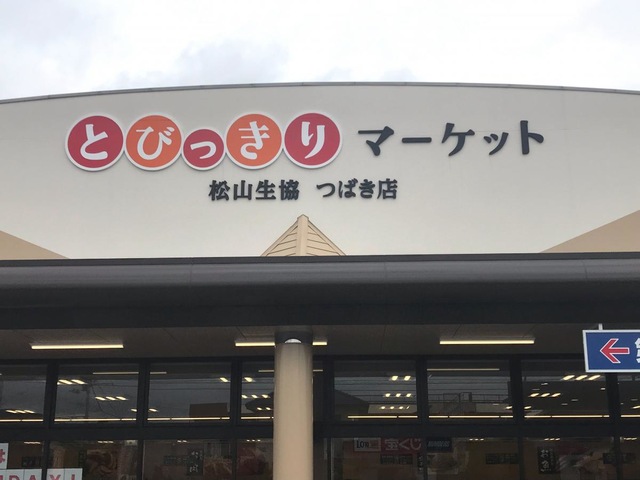 とびっきりマーケット
松山生協 つばき店